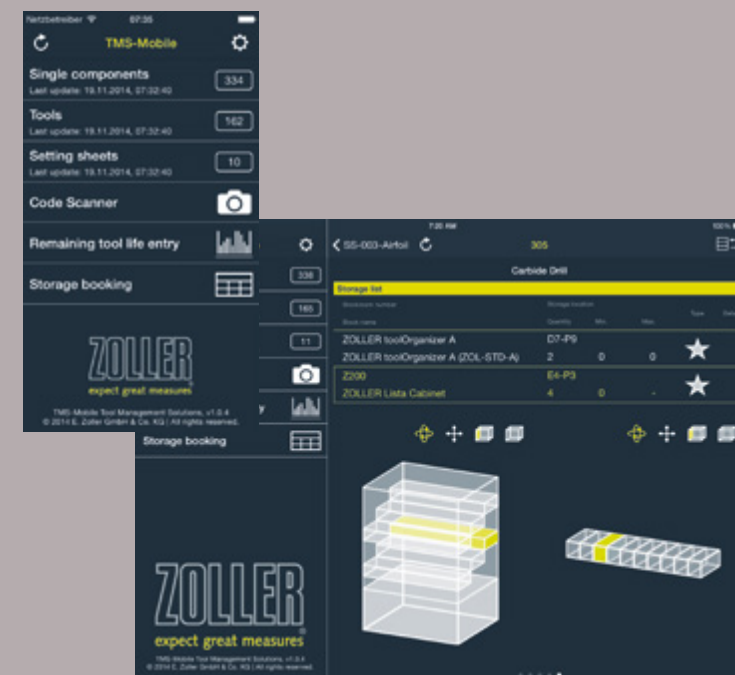 Netzbetreiber 07:35
TMS-Mobile
Single components 334
Last update: 19.11.2014, 07:32:40
Tools 162
Last update: 19.11.2014, 07:32:40
Setting sheets 10
Last update: 19.11.2014, 07:32:40
Code Scanner
Remaining tool life entry
Storage booking
ZOLLER
expect great measures
TMS-Mobile Tool Management Solutions, v1.0.4
© 2014 E. Zoller GmbH & Co. KG | All rights reserved.
336
165
11
y
Storage booking
ZOLLER
expect great measures
TMS-Mobile Tool Management Solutions, v1.0.4
© 2014 E. Zoller GmbH & Co. KG | All rights reserved.
7:20 AM 100%
SS-003-Airfoil 305
Carbide Drill
Storage list
Storage location
Type
Quantity Min. Max.
ZOLLER toolOrganizer A D7-P9
ZOLLER toolOrganizer A (ZOL-STD-A) 2 0 0
Z200 E4-P3
ZOLLER Lista Cabinet 4 0 -